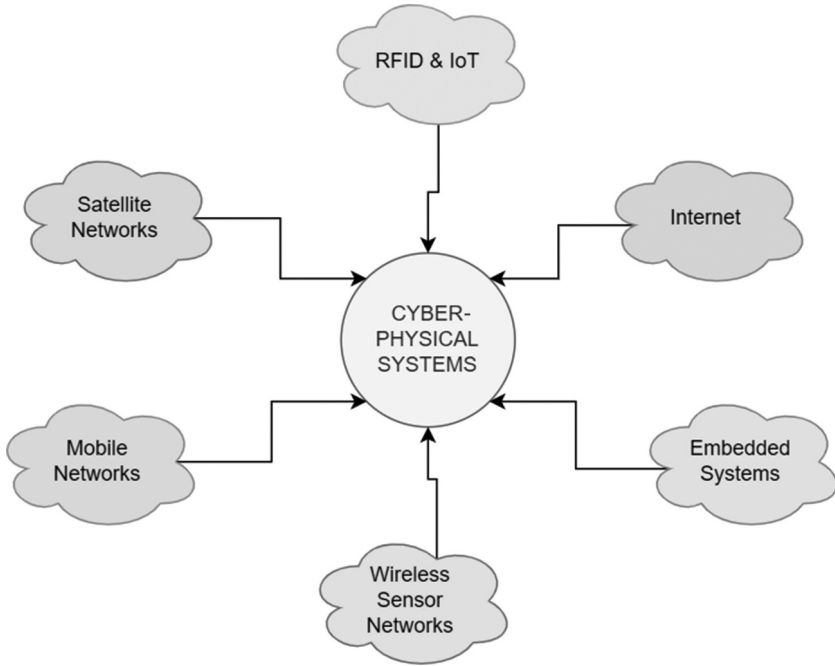 RFID & IoT
Satellite
Networks
Internet
CYBER-
PHYSICAL
SYSTEMS
Mobile
Networks
Embedded
Systems
Wireless
Sensor
Networks